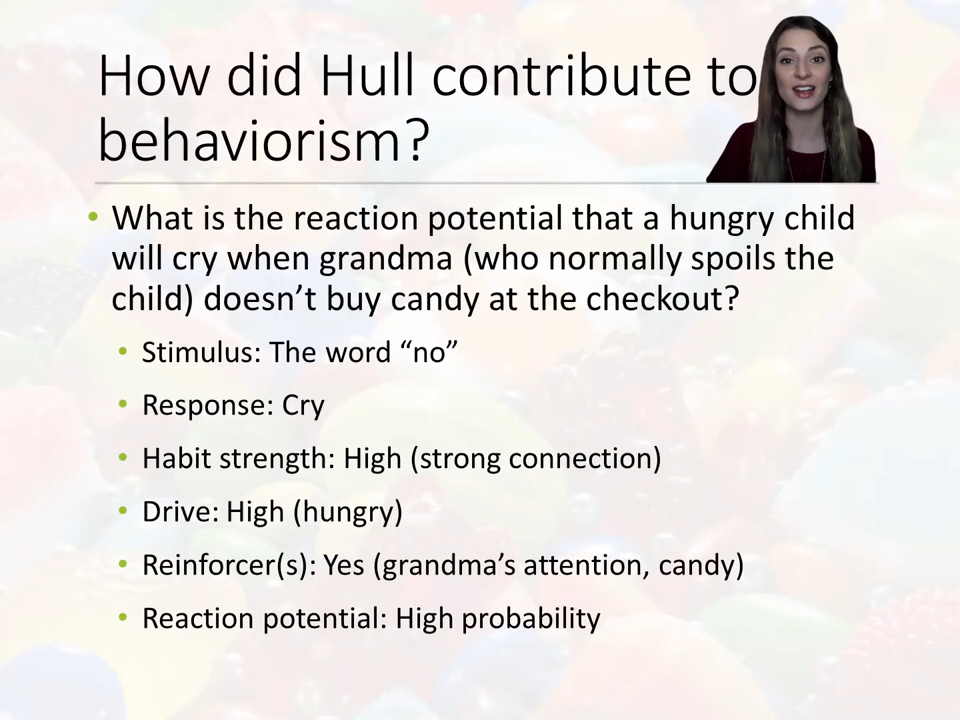 How did Hull contribute to
behaviorism?
• What is the reaction potential that a hungry child
will cry when grandma (who normally spoils the
child) doesn’t buy candy at the checkout?
• Stimulus: The word “no”
• Response: Cry
• Habit strength: High (strong connection)
• Drive: High (hungry)
• Reinforcer(s): Yes (grandma’s attention, candy)
• Reaction potential: High probability